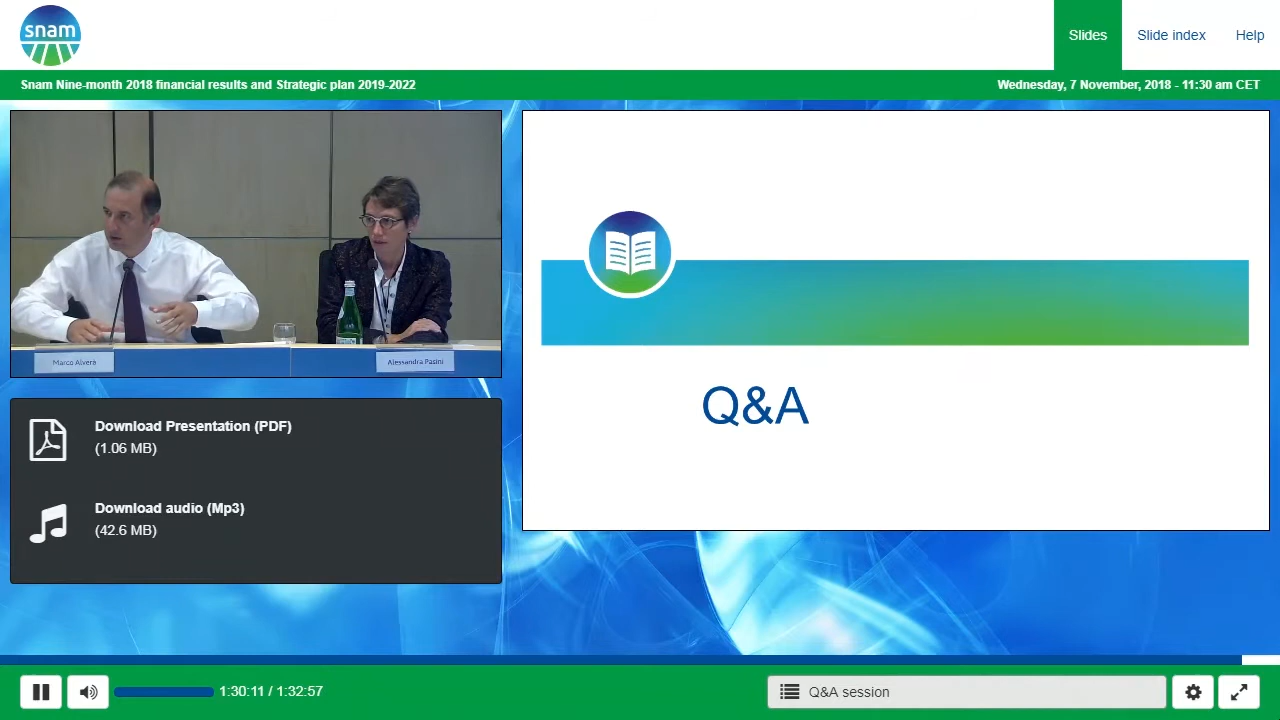 snam
Slides
Slide index
Help
Snam Nine-month 2018 financial results and Strategic plan 2019-2022
Wednesday, 7 November, 2018 - 11:30 am CET
Marco Alverà
Alessandra Pasini
Q&A
Download Presentation (PDF)
(1.06 MB)
Download audio (Mp3)
(42.6 MB)
1:30:11 / 1:32:57
Q&A session